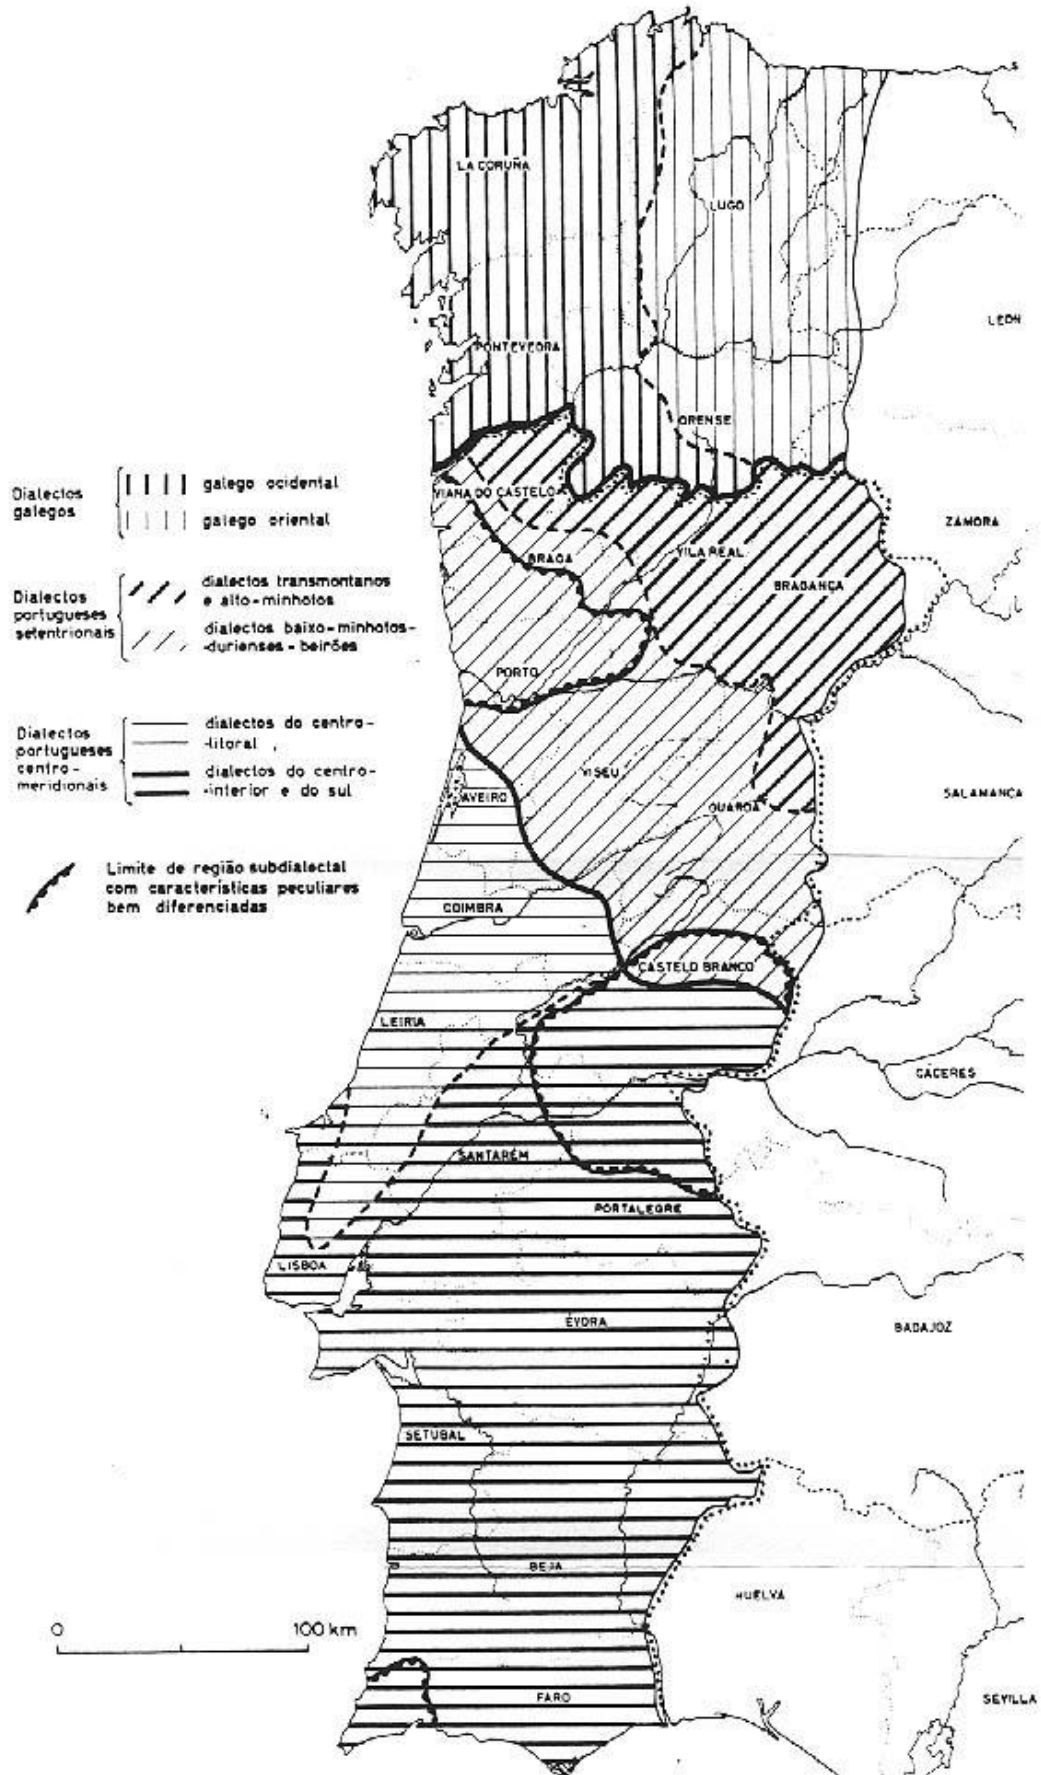 LA CORUÑA
LUGO
LEON
PONTEVEDRA
ORENSE
Dialectos
galegos
galego ocidental
galego oriental
VIANA DO CASTELO
ZAMORA
BRAGA
VILA REAL
BRAGANÇA
Dialectos
portugueses
setentrionais
dialectos transmontanos
e alto-minhotos
dialectos baixo-minhotos-
-durienses-beirões
PORTO
Dialectos
portugueses
centro-
meridionais
dialectos do centro-
-litoral
dialectos do centro-
-interior e do sul
VISEU
AVEIRO
GUARDA
SALAMANCA
Limite de região subdialectal
com características peculiares
bem diferenciadas
COIMBRA
CASTELO BRANCO
LEIRIA
CÁCERES
SANTARÉM
PORTALEGRE
LISBOA
ÉVORA
BADAJOZ
SETUBAL
BEJA
HUELVA
0 100 km
FARO
SEVILLA